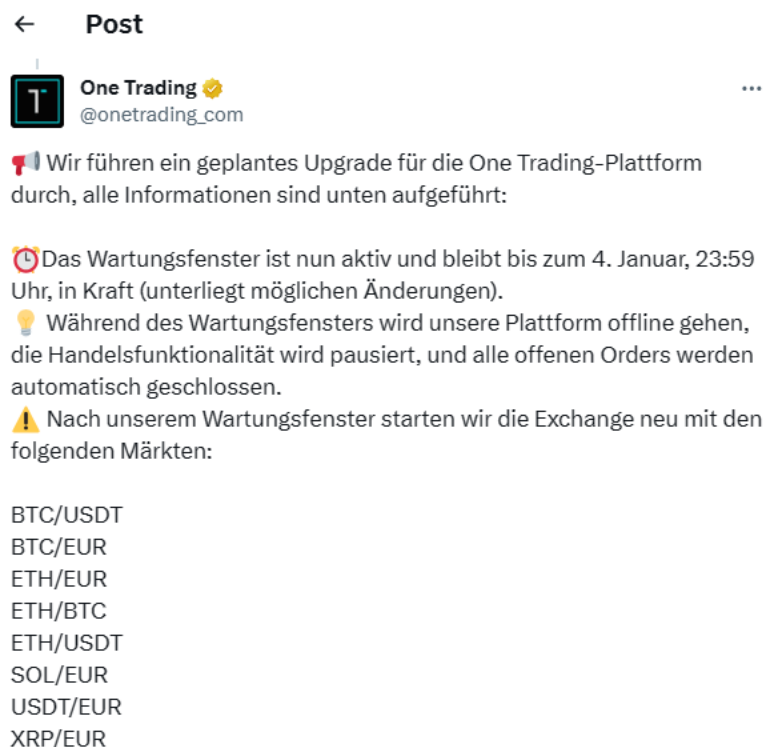 ← Post
One Trading
@onetrading_com
📢 Wir führen ein geplantes Upgrade für die One Trading-Plattform
durch, alle Informationen sind unten aufgeführt:
⏰Das Wartungsfenster ist nun aktiv und bleibt bis zum 4. Januar, 23:59
Uhr, in Kraft (unterliegt möglichen Änderungen).
💡 Während des Wartungsfensters wird unsere Plattform offline gehen,
die Handelsfunktionalität wird pausiert, und alle offenen Orders werden
automatisch geschlossen.
⚠️ Nach unserem Wartungsfenster starten wir die Exchange neu mit den
folgenden Märkten:
BTC/USDT
BTC/EUR
ETH/EUR
ETH/BTC
ETH/USDT
SOL/EUR
USDT/EUR
XRP/EUR